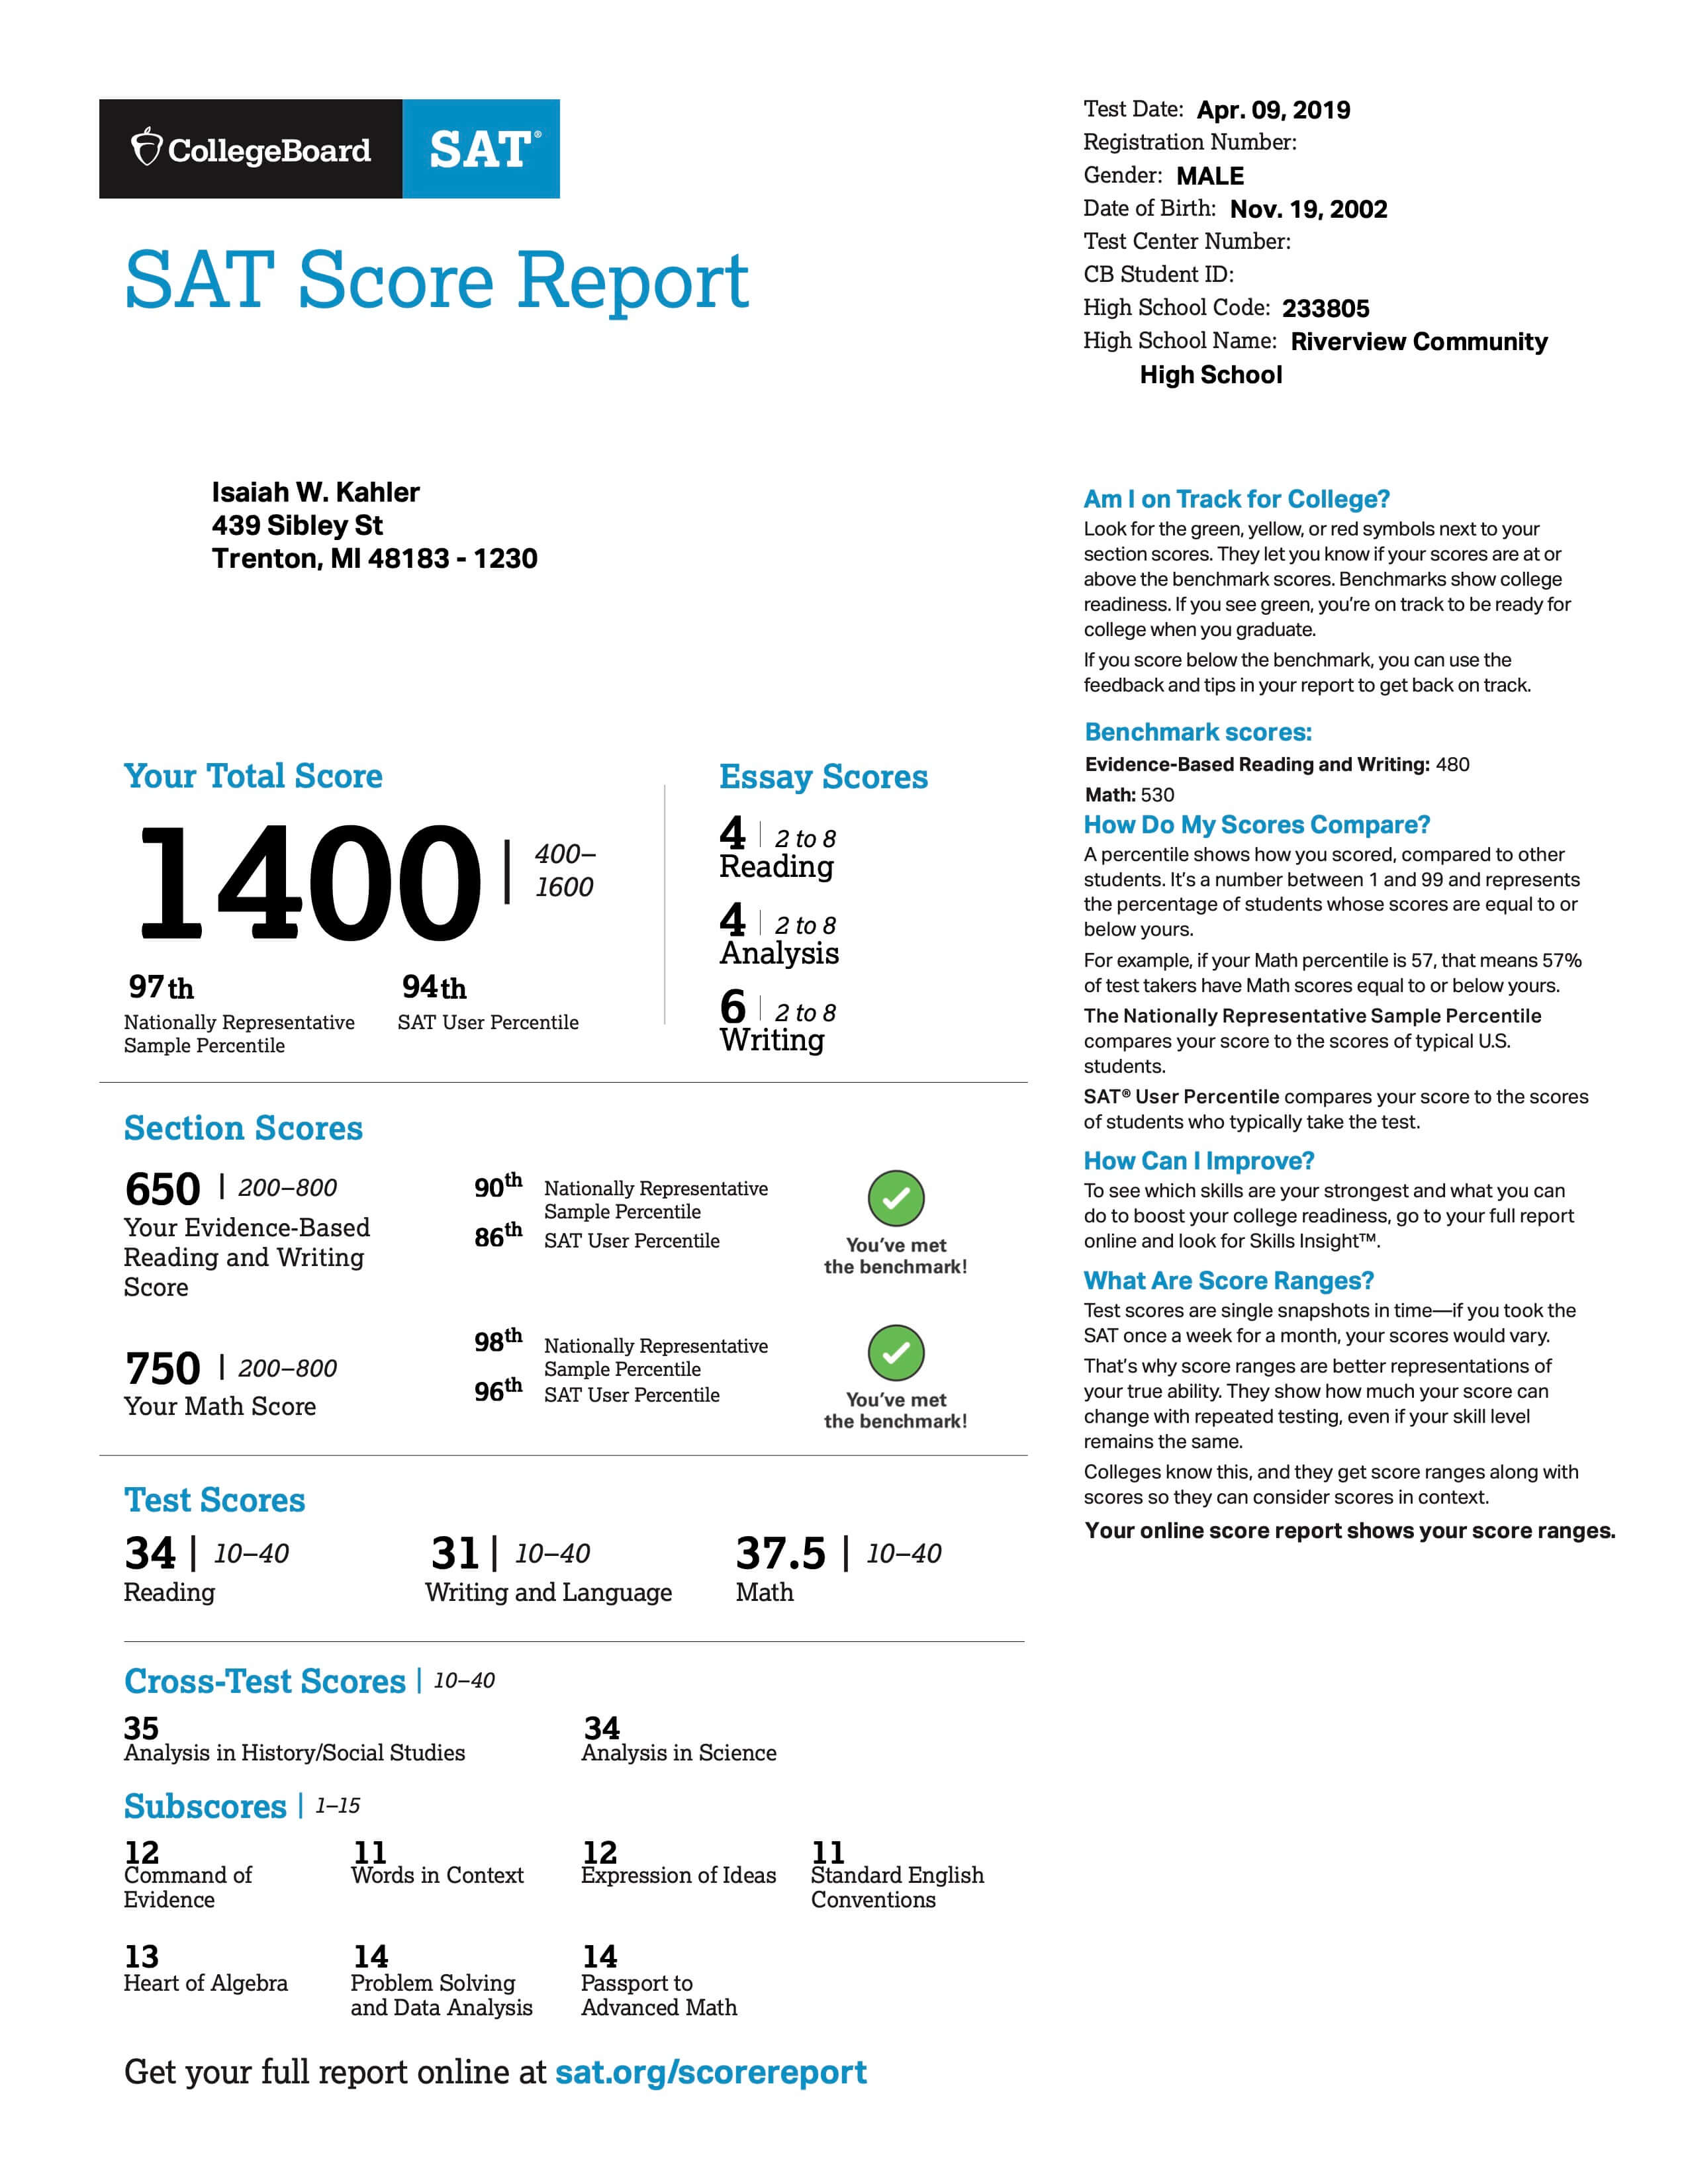 CollegeBoard SAT®
SAT Score Report
Test Date: Apr. 09, 2019
Registration Number:
Gender: MALE
Date of Birth: Nov. 19, 2002
Test Center Number:
CB Student ID:
High School Code: 233805
High School Name: Riverview Community
High School
Isaiah W. Kahler
439 Sibley St
Trenton, MI 48183 - 1230
Your Total Score
1400 | 400–
1600
97th
Nationally Representative
Sample Percentile
94th
SAT User Percentile
Essay Scores
4 | 2 to 8
Reading
4 | 2 to 8
Analysis
6 | 2 to 8
Writing
Section Scores
650 | 200–800
Your Evidence-Based
Reading and Writing
Score
90th Nationally Representative
Sample Percentile
86th SAT User Percentile
You've met
the benchmark!
750 | 200–800
Your Math Score
98th Nationally Representative
Sample Percentile
96th SAT User Percentile
You've met
the benchmark!
Test Scores
34 | 10–40
Reading
31 | 10–40
Writing and Language
37.5 | 10–40
Math
Cross-Test Scores | 10–40
35
Analysis in History/Social Studies
34
Analysis in Science
Subscores | 1–15
12
Command of
Evidence
11
Words in Context
12
Expression of Ideas
11
Standard English
Conventions
13
Heart of Algebra
14
Problem Solving
and Data Analysis
14
Passport to
Advanced Math
Get your full report online at sat.org/scorereport
Am I on Track for College?
Look for the green, yellow, or red symbols next to your
section scores. They let you know if your scores are at or
above the benchmark scores. Benchmarks show college
readiness. If you see green, you're on track to be ready for
college when you graduate.
If you score below the benchmark, you can use the
feedback and tips in your report to get back on track.
Benchmark scores:
Evidence-Based Reading and Writing: 480
Math: 530
How Do My Scores Compare?
A percentile shows how you scored, compared to other
students. It's a number between 1 and 99 and represents
the percentage of students whose scores are equal to or
below yours.
For example, if your Math percentile is 57, that means 57%
of test takers have Math scores equal to or below yours.
The Nationally Representative Sample Percentile
compares your score to the scores of typical U.S.
students.
SAT® User Percentile compares your score to the scores
of students who typically take the test.
How Can I Improve?
To see which skills are your strongest and what you can
do to boost your college readiness, go to your full report
online and look for Skills Insight™.
What Are Score Ranges?
Test scores are single snapshots in time—if you took the
SAT once a week for a month, your scores would vary.
That's why score ranges are better representations of
your true ability. They show how much your score can
change with repeated testing, even if your skill level
remains the same.
Colleges know this, and they get score ranges along with
scores so they can consider scores in context.
Your online score report shows your score ranges.